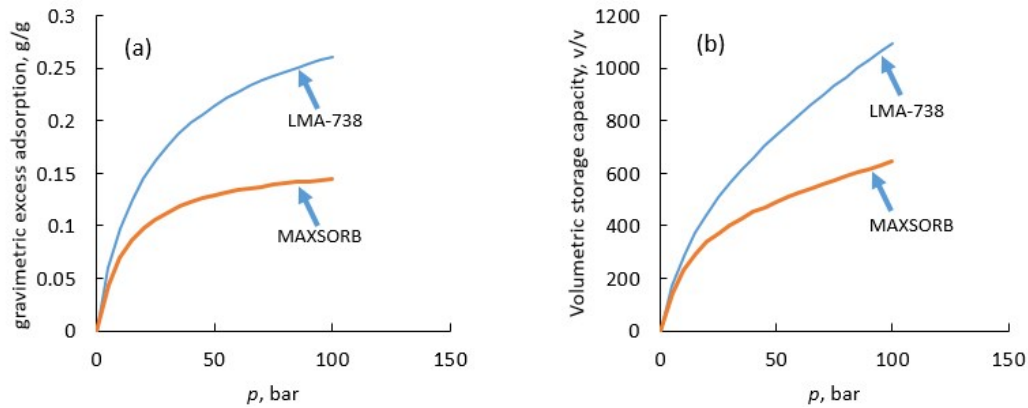 gravimetric excess adsorption, g/g
0.3
0.25
0.2
0.15
0.1
0.05
0
(a)
LMA-738
MAXSORB
0
50
100
150
p, bar
Volumetric storage capacity, v/v
1200
1000
800
600
400
200
0
(b)
LMA-738
MAXSORB
0
50
100
150
p, bar